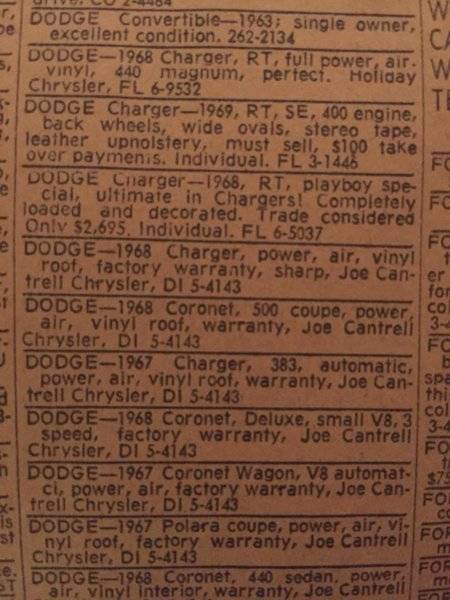 DODGE Convertible—1963; single owner,
excellent condition. 262-2134
DODGE—1968 Charger, RT, full power, air-
vinyl, 440 magnum, perfect. Holiday
Chrysler, FL 6-9532
DODGE Charger—1969, RT, SE, 400 engine,
back wheels, wide ovals, stereo tape,
leather upnolstery, must sell, $100 take
over payments. Individual. FL 3-1446
DODGE Charger—1968, RT, playboy spe-
cial, ultimate in Chargers! Completely
loaded and decorated. Trade considered
Only $2,695. Individual. FL 6-5037
DODGE—1968 Charger, power, air, vinyl
roof, factory warranty, sharp, Joe Can-
trell Chrysler, DI 5-4143
DODGE—1968 Coronet, 500 coupe, power,
air, vinyl roof, warranty, Joe Cantrell
Chrysler, DI 5-4143
DODGE—1967 Charger, 383, automatic,
power, air, vinyl roof, warranty, Joe Can-
trell Chrysler, DI 5-4143
DODGE—1968 Coronet, Deluxe, small V8, 3
speed, factory warranty, Joe Cantrell
Chrysler, DI 5-4143
DODGE—1967 Coronet Wagon, V8 automat-
ci, power, air, factory warranty, Joe Can-
trell Chrysler, DI 5-4143
DODGE—1967 Polara coupe, power, air, vi-
nyl roof, factory warranty, Joe Cantrell
Chrysler, DI 5-4143
DODGE—1968 Coronet, 440 sedan, power,
air, vinyl interior, warranty, Joe Cantrell